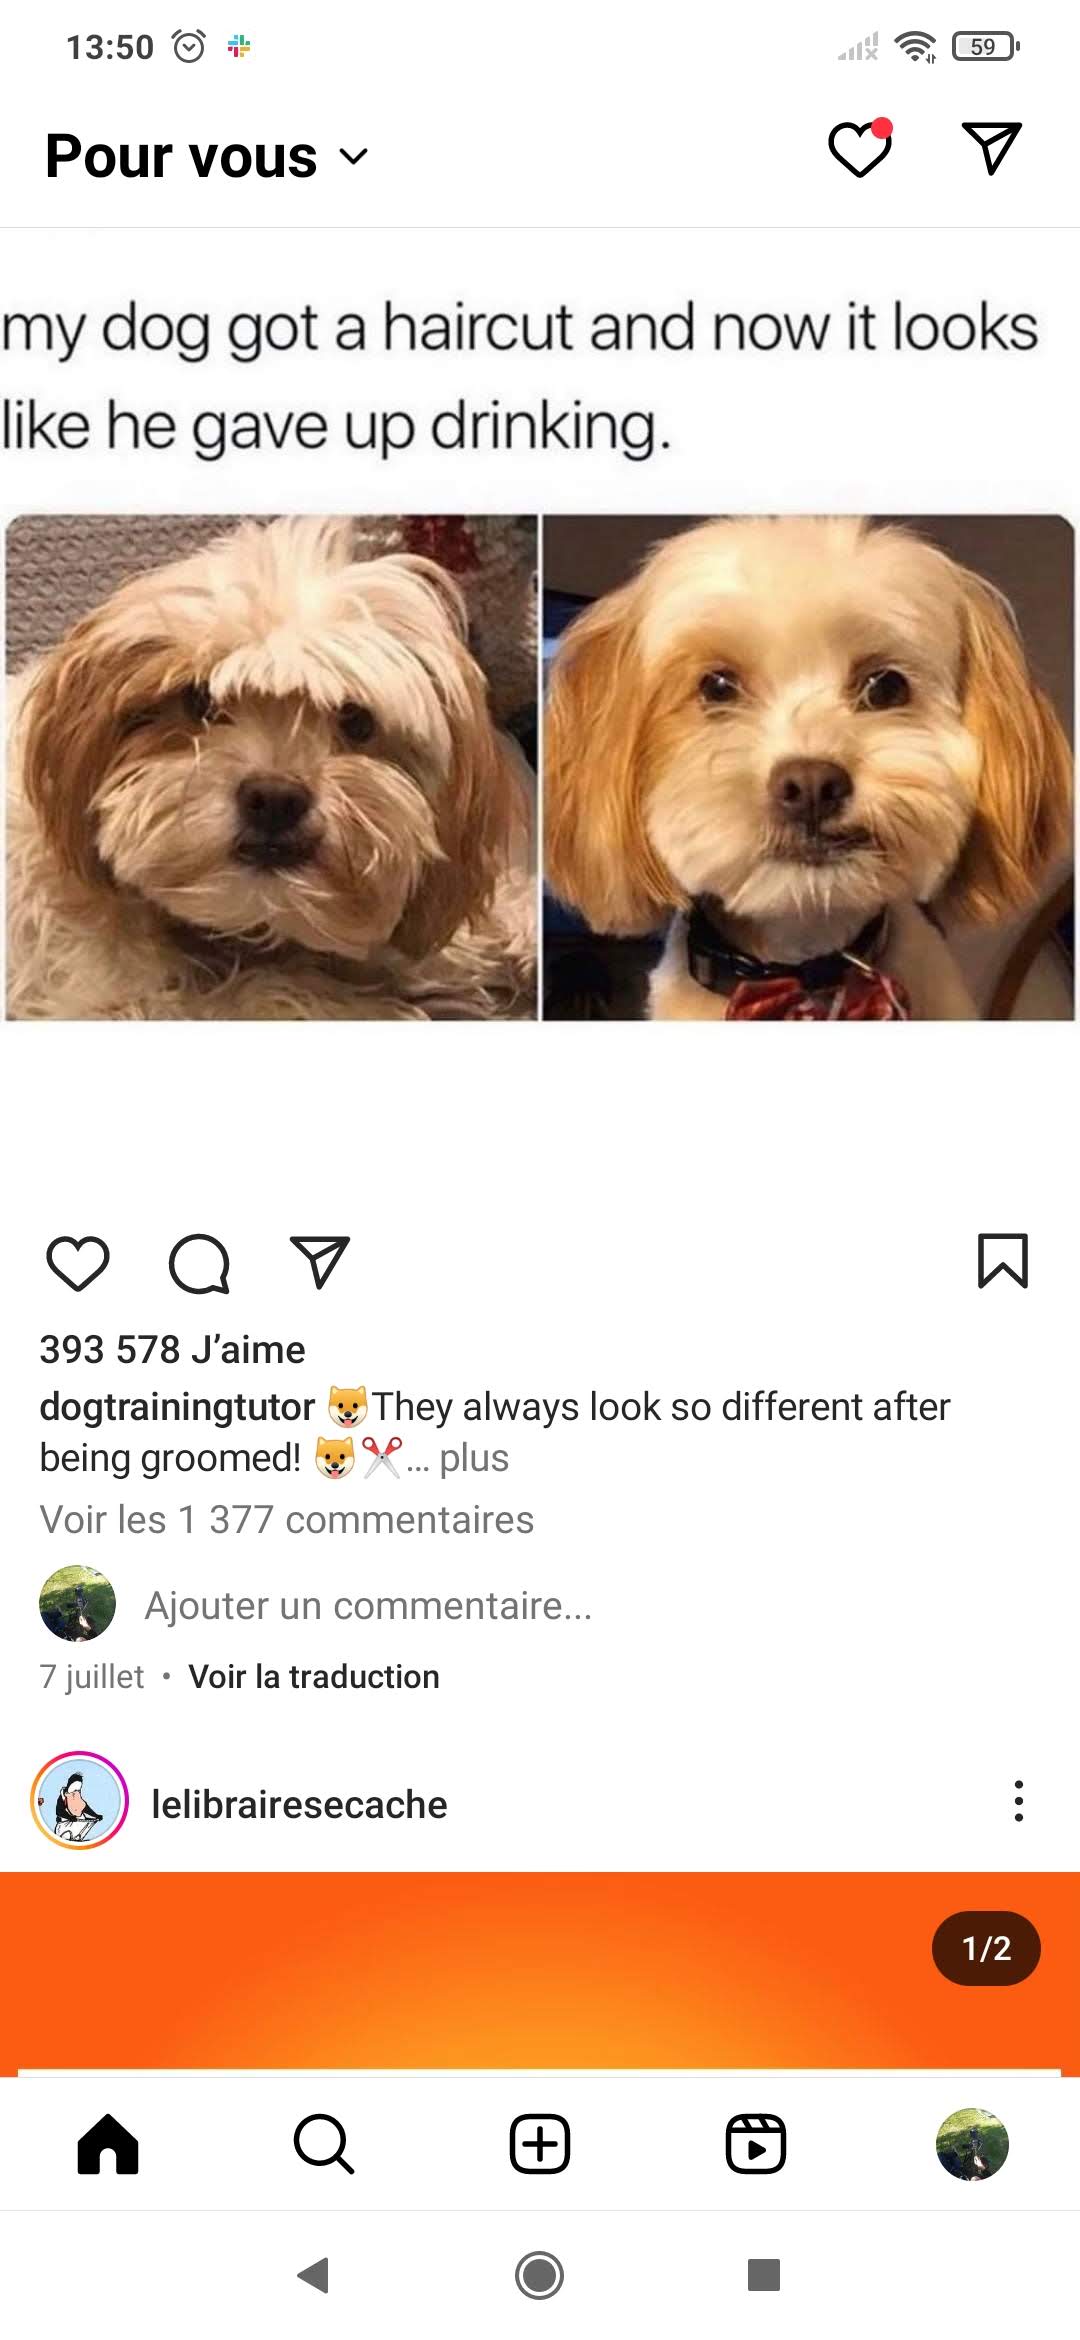 13:50
59
Pour vous
my dog got a haircut and now it looks
like he gave up drinking.
393 578 J’aime
dogtrainingtutor 🐶They always look so different after
being groomed! 🐶✂️... plus
Voir les 1 377 commentaires
Ajouter un commentaire...
7 juillet • Voir la traduction
lelibrairesecache
1/2